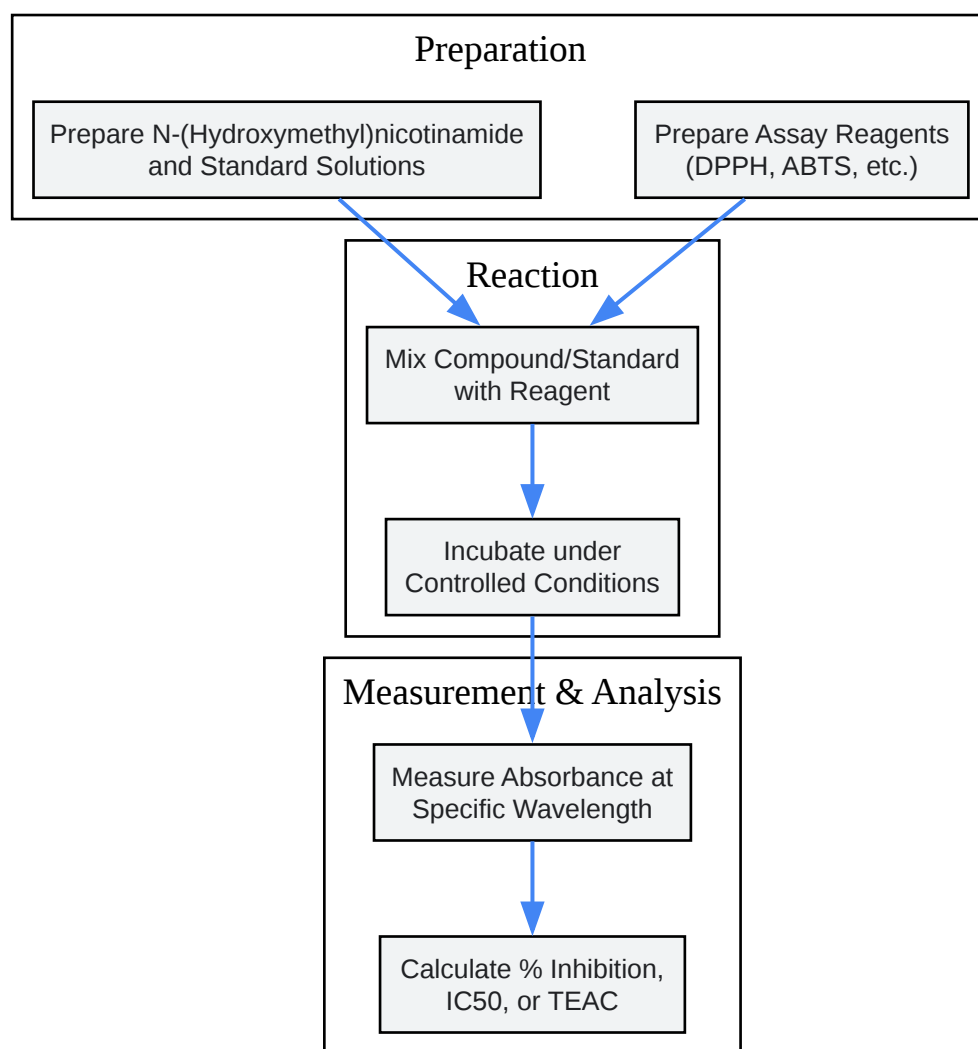 Preparation
Prepare N-(Hydroxymethyl)nicotinamide
and Standard Solutions
Prepare Assay Reagents
(DPPH, ABTS, etc.)
Reaction
Mix Compound/Standard
with Reagent
Incubate under
Controlled Conditions
Measurement & Analysis
Measure Absorbance at
Specific Wavelength
Calculate % Inhibition,
IC50, or TEAC